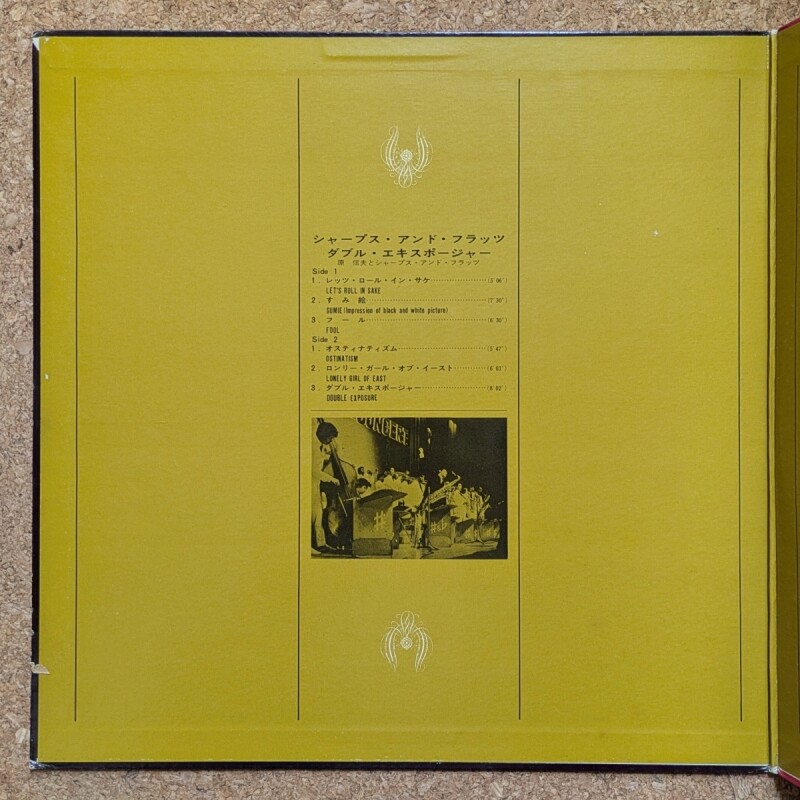 シャープス・アンド・フラッツ
ダブル・エキスポージャー
原 信夫とシャープス・アンド・フラッツ
Side 1
1. レッツ・ロール・イン・サケ
LET'S ROLL IN SAKE
2. す み 絵 (7'30")
SUMIE (Impression of black and white picture)
3. フ ー ル (6'30")
FOOL
Side 2
1. オスティナティズム
OSTINATISM
2. ロンリー・ガール・オブ・イースト
LONELY GIRL OF EAST
3. ダブル・エキスポージャー
DOUBLE EXPOSURE
CONCERT